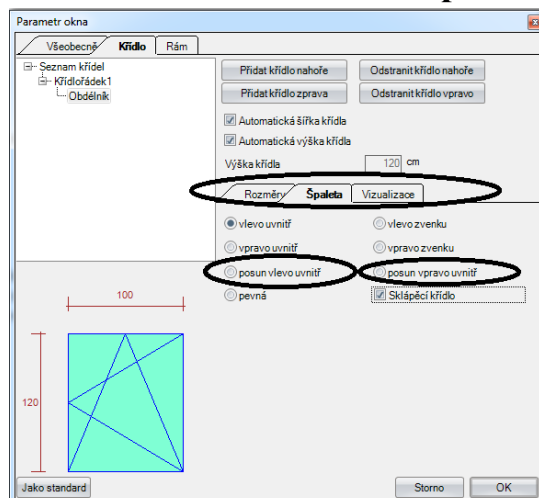 Parametr okna
Všeobecně Křídlo Rám
Seznam křídel
Křídlořádek1
Obdélník
Přidat křídlo nahoře Odstranit křídlo nahoře
Přidat křídlo zprava Odstranit křídlo vpravo
Automatická šířka křídla
Automatická výška křídla
Výška křídla 120 cm
Rozměry Špaleta Vizualizace
vlevo uvnitř vlevo zvenku
vpravo uvnitř vpravo zvenku
posun vlevo uvnitř posun vpravo uvnitř
pevná Sklápěcí křídlo
100
120
Jako standard Storno OK